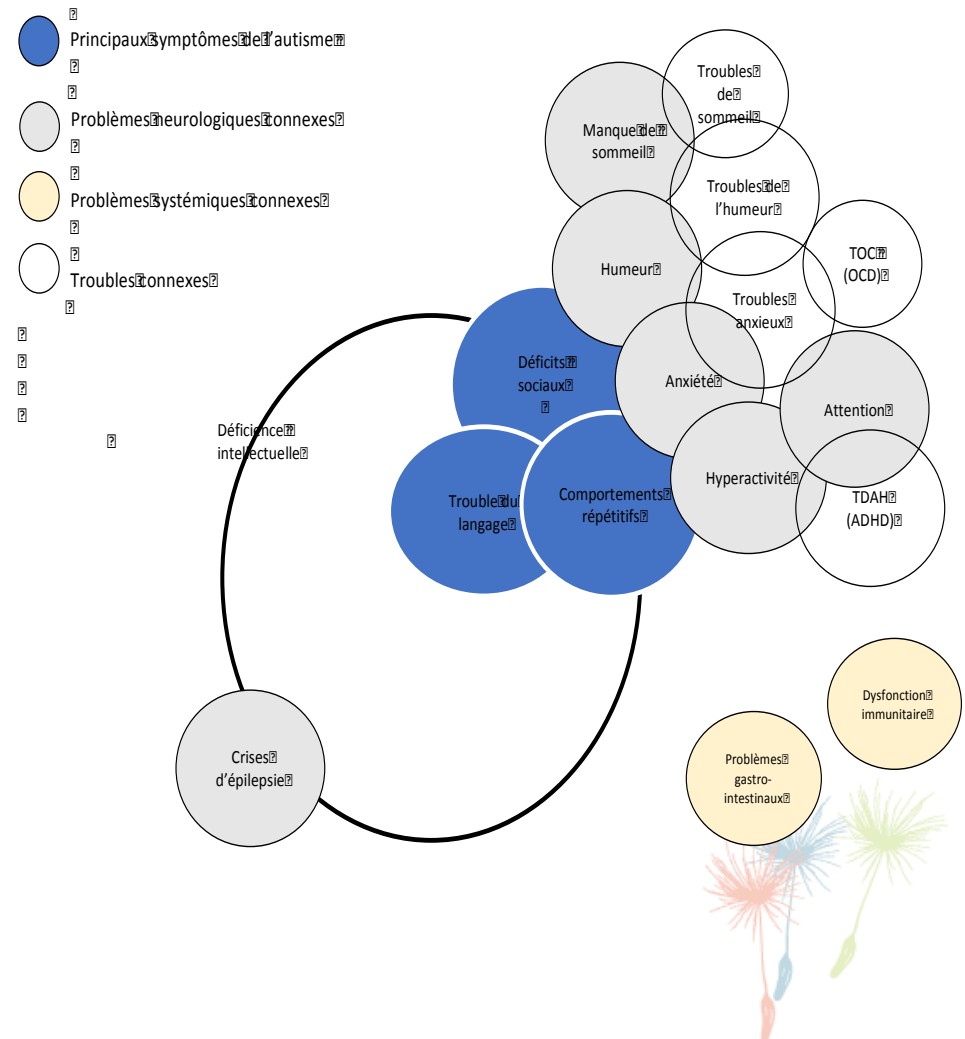 Principaux symptômes de l'autisme
Problèmes neurologiques connexes
Problèmes systémiques connexes
Troubles connexes
Troubles
de
sommeil
Manque de
sommeil
Troubles de
l'humeur
TOC
(OCD)
Humeur
Troubles
anxieux
Déficits
sociaux
Anxiété
Attention
Déficience
intellectuelle
Hyperactivité
Trouble du
langage
Comportements
répétitifs
TDAH
(ADHD)
Dysfonction
immunitaire
Crises
d'épilepsie
Problèmes
gastro-
intestinaux